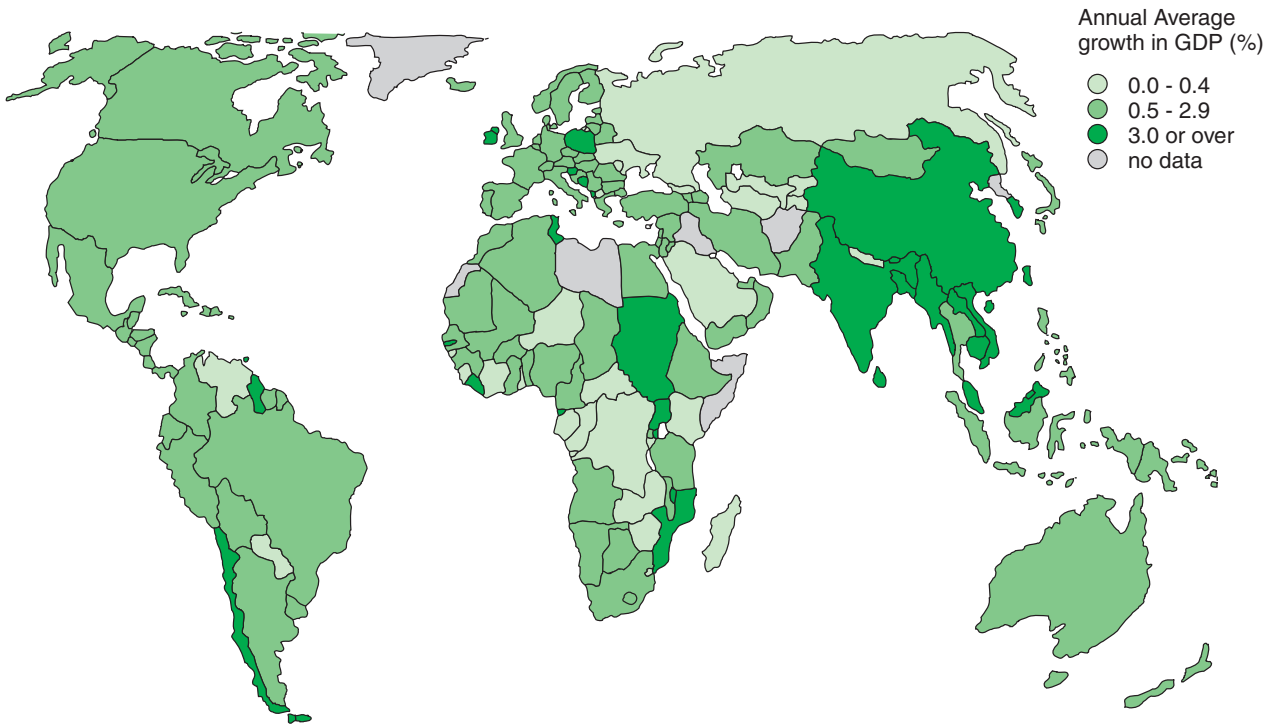 Annual Average
growth in GDP (%)
0.0 - 0.4
0.5 - 2.9
3.0 or over
no data